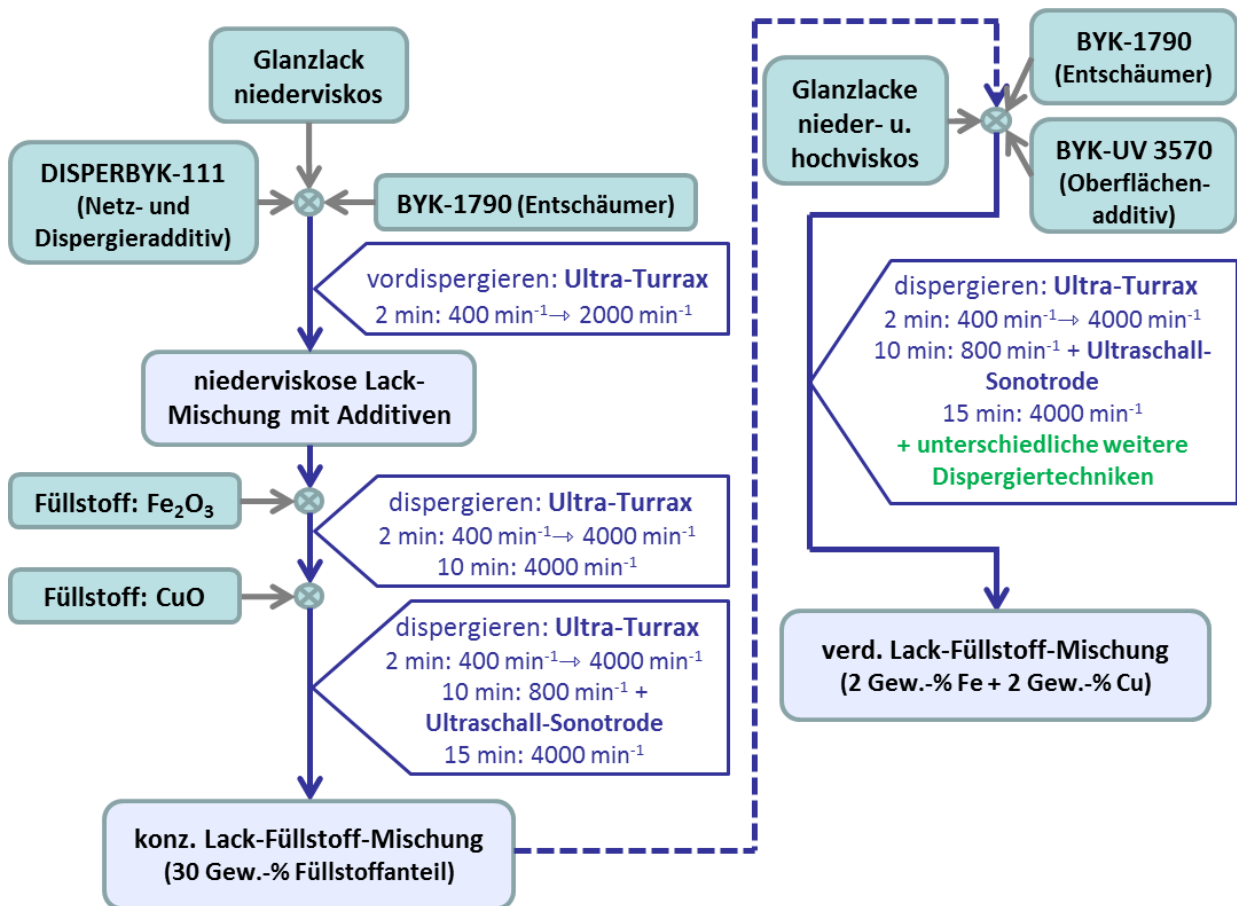 Glanzlack
niederviskos
DISPERBYK-111
(Netz- und
Dispergieradditiv)
BYK-1790 (Entschäumer)
vordispergieren: Ultra-Turrax
2 min: 400 min⁻¹→ 2000 min⁻¹
niederviskose Lack-
Mischung mit Additiven
Füllstoff: Fe₂O₃
dispergieren: Ultra-Turrax
2 min: 400 min⁻¹→ 4000 min⁻¹
10 min: 4000 min⁻¹
Füllstoff: CuO
dispergieren: Ultra-Turrax
2 min: 400 min⁻¹→ 4000 min⁻¹
10 min: 800 min⁻¹ +
Ultraschall-Sonotrode
15 min: 4000 min⁻¹
konz. Lack-Füllstoff-Mischung
(30 Gew.-% Füllstoffanteil)
Glanzlacke
nieder- u.
hochviskos
BYK-1790
(Entschäumer)
BYK-UV 3570
(Oberflächen-
additiv)
dispergieren: Ultra-Turrax
2 min: 400 min⁻¹→ 4000 min⁻¹
10 min: 800 min⁻¹ + Ultraschall-
Sonotrode
15 min: 4000 min⁻¹
+ unterschiedliche weitere
Dispergiertechniken
verd. Lack-Füllstoff-Mischung
(2 Gew.-% Fe + 2 Gew.-% Cu)